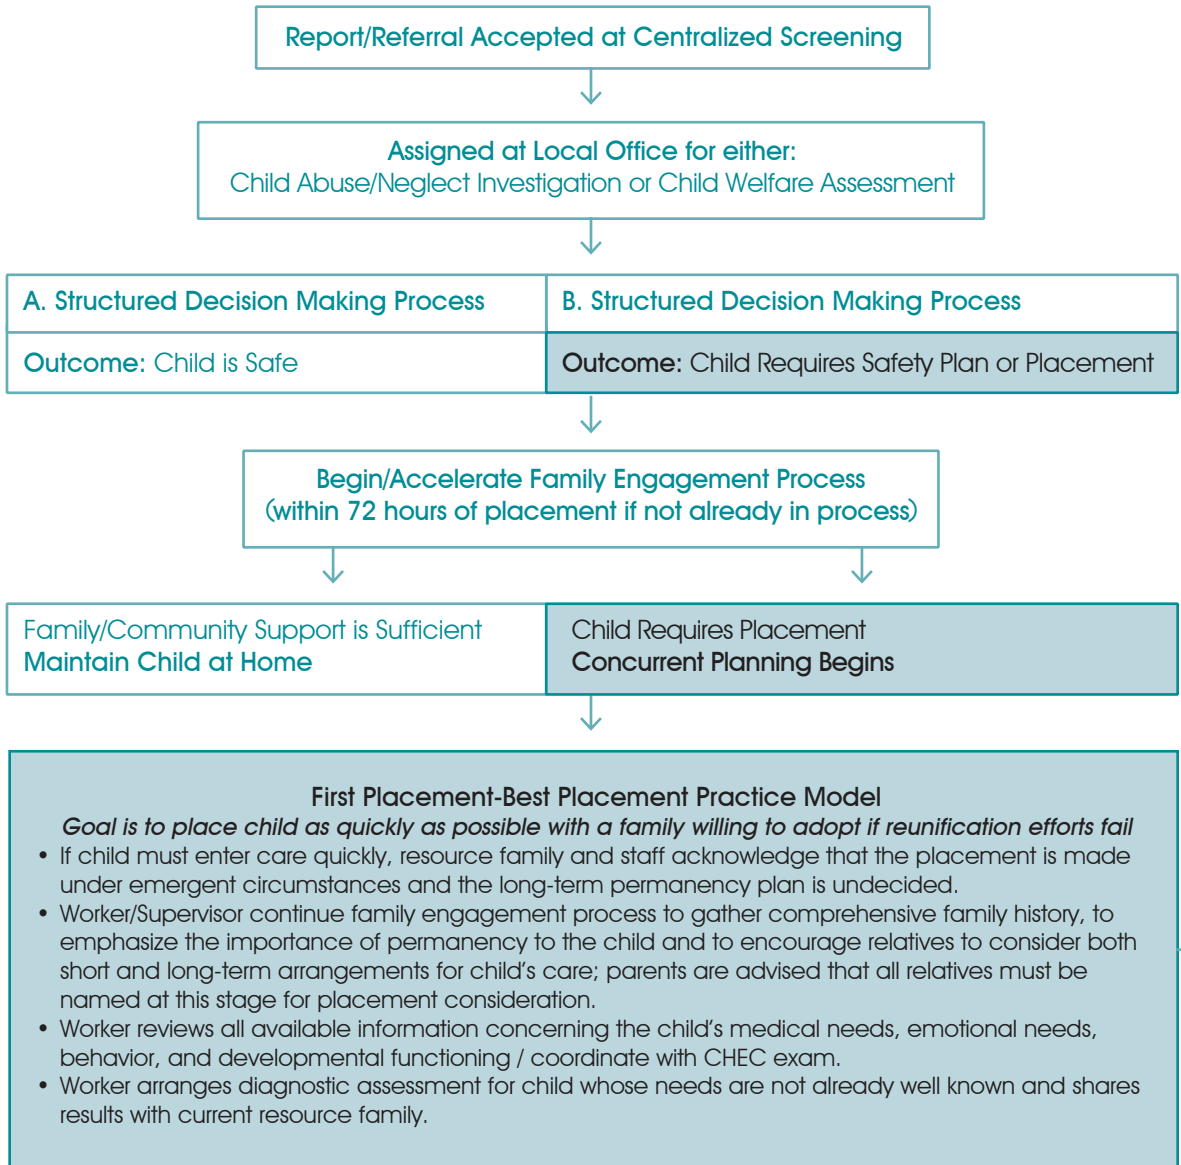 Report/Referral Accepted at Centralized Screening
Assigned at Local Office for either:
Child Abuse/Neglect Investigation or Child Welfare Assessment
A. Structured Decision Making Process
Outcome: Child is Safe
B. Structured Decision Making Process
Outcome: Child Requires Safety Plan or Placement
Begin/Accelerate Family Engagement Process
(within 72 hours of placement if not already in process)
Family/Community Support is Sufficient
Maintain Child at Home
Child Requires Placement
Concurrent Planning Begins
First Placement-Best Placement Practice Model
Goal is to place child as quickly as possible with a family willing to adopt if reunification efforts fail
• If child must enter care quickly, resource family and staff acknowledge that the placement is made
under emergent circumstances and the long-term permanency plan is undecided.
• Worker/Supervisor continue family engagement process to gather comprehensive family history, to
emphasize the importance of permanency to the child and to encourage relatives to consider both
short and long-term arrangements for child's care; parents are advised that all relatives must be
named at this stage for placement consideration.
• Worker reviews all available information concerning the child's medical needs, emotional needs,
behavior, and developmental functioning / coordinate with CHEC exam.
• Worker arranges diagnostic assessment for child whose needs are not already well known and shares
results with current resource family.